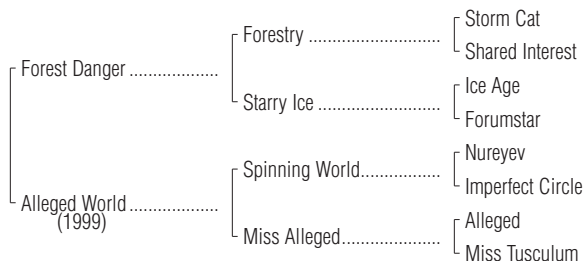 Storm Cat
Forestry
Shared Interest
Forest Danger
Ice Age
Starry Ice
Forumstar
Nureyev
Spinning World
Imperfect Circle
Alleged World
(1999)
Alleged
Miss Alleged
Miss Tusculum